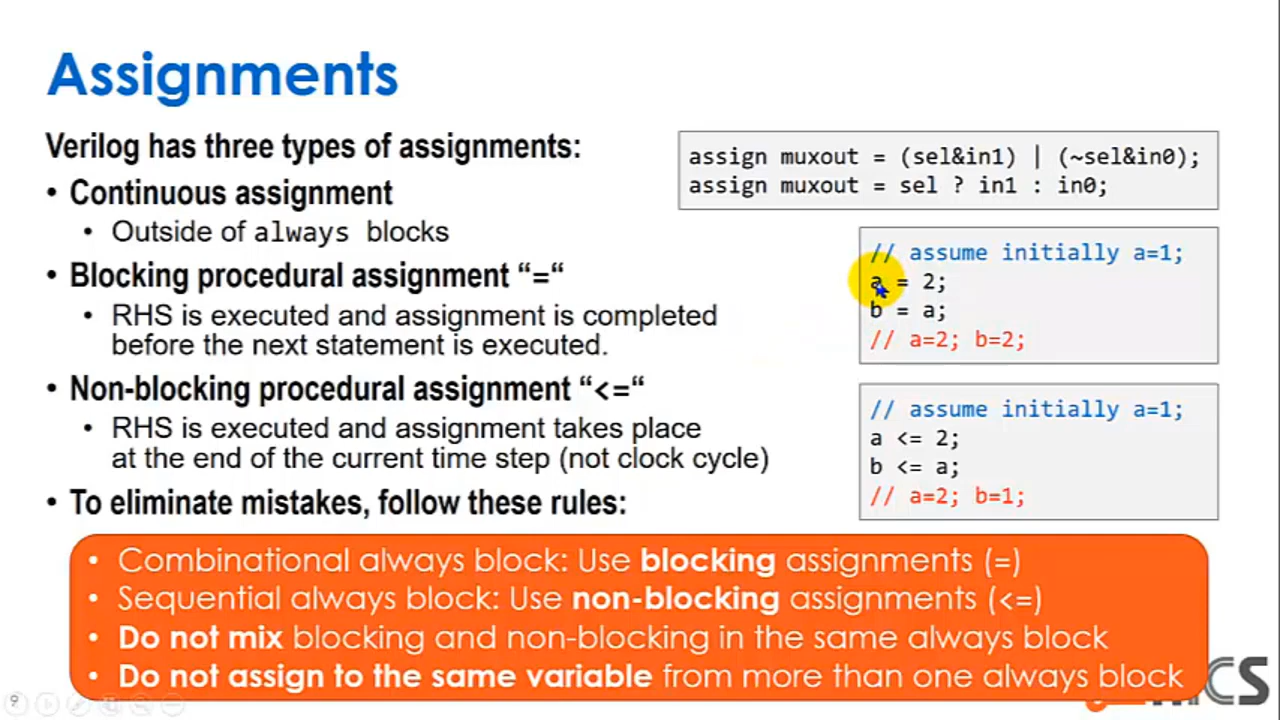 Assignments
Verilog has three types of assignments:
• Continuous assignment
• Outside of always blocks
• Blocking procedural assignment “=“
• RHS is executed and assignment is completed
before the next statement is executed.
• Non-blocking procedural assignment “<=“
• RHS is executed and assignment takes place
at the end of the current time step (not clock cycle)
• To eliminate mistakes, follow these rules:
assign muxout = (sel&in1) | (~sel&in0);
assign muxout = sel ? in1 : in0;
// assume initially a=1;
a = 2;
b = a;
// a=2; b=2;
// assume initially a=1;
a <= 2;
b <= a;
// a=2; b=1;
• Combinational always block: Use blocking assignments (=)
• Sequential always block: Use non-blocking assignments (<=)
• Do not mix blocking and non-blocking in the same always block
• Do not assign to the same variable from more than one always block
9